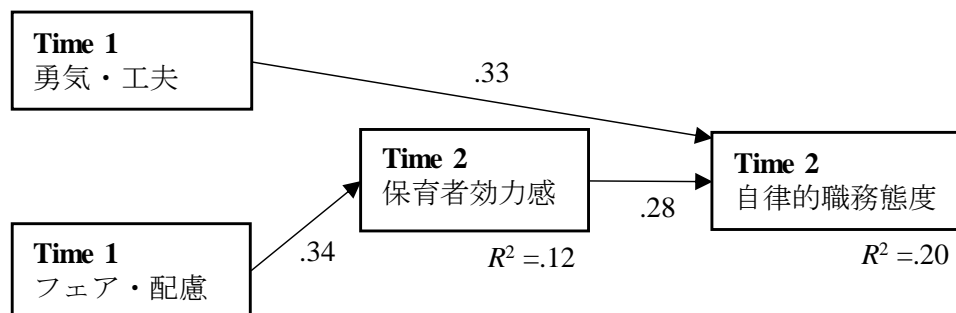 Time 1
勇気・工夫
.33
Time 2
保育者効力感
Time 2
自律的職務態度
.28
Time 1
フェア・配慮
.34
R² =.12
R² =.20